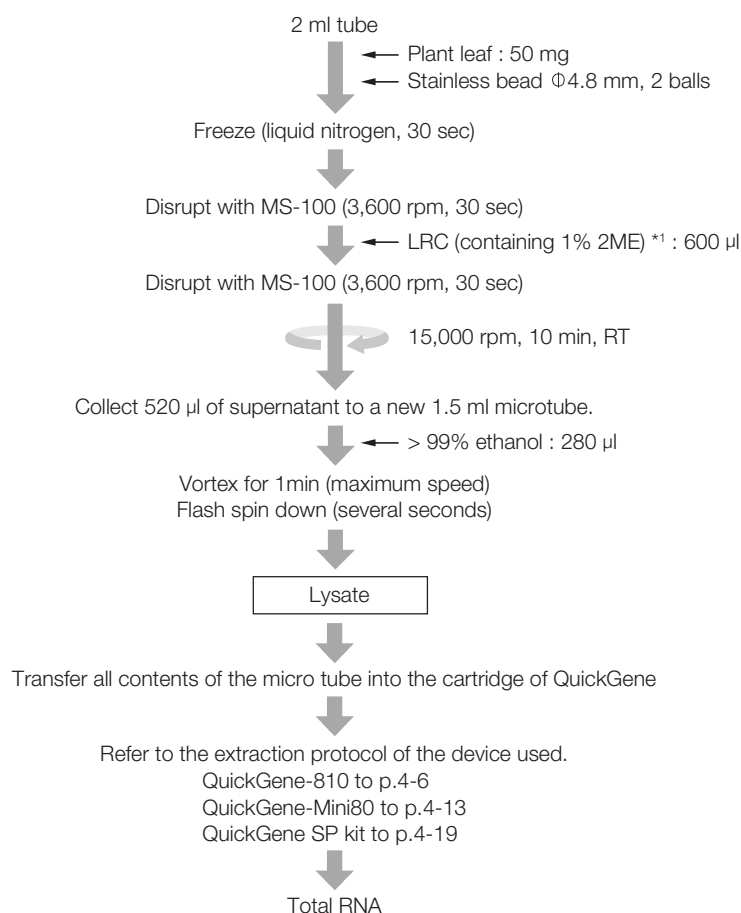 2 ml tube
Plant leaf : 50 mg
Stainless bead Φ4.8 mm, 2 balls
Freeze (liquid nitrogen, 30 sec)
Disrupt with MS-100 (3,600 rpm, 30 sec)
LRC (containing 1% 2ME) *1 : 600 µl
Disrupt with MS-100 (3,600 rpm, 30 sec)
15,000 rpm, 10 min, RT
Collect 520 µl of supernatant to a new 1.5 ml microtube.
> 99% ethanol : 280 µl
Vortex for 1min (maximum speed)
Flash spin down (several seconds)
Lysate
Transfer all contents of the micro tube into the cartridge of QuickGene
Refer to the extraction protocol of the device used.
QuickGene-810 to p.4-6
QuickGene-Mini80 to p.4-13
QuickGene SP kit to p.4-19
Total RNA